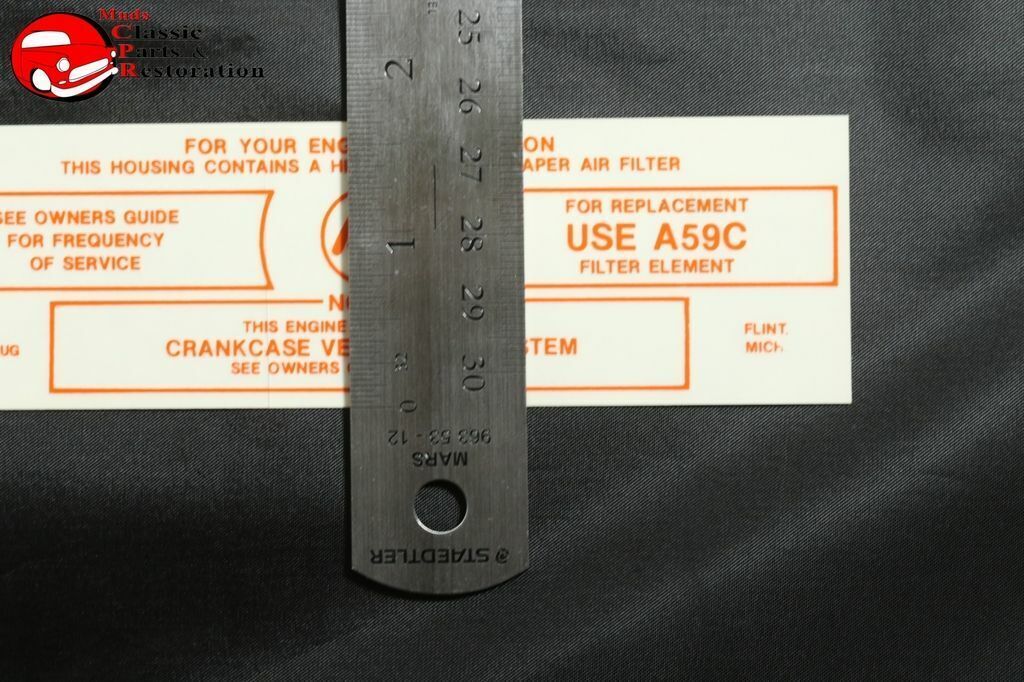 Muds
Classic
Parts &
Restoration
FOR YOUR ENG ON
THIS HOUSING CONTAINS A H APER AIR FILTER
SEE OWNERS GUIDE
FOR FREQUENCY
OF SERVICE
FOR REPLACEMENT
USE A59C
FILTER ELEMENT
NO
THIS ENGINE
CRANKCASE VE STEM
SEE OWNERS
UG
FLINT,
MICH.
2
1
32
0
25
26
27
28
29
30
963 53 - 12
MARS
STAEDTLER